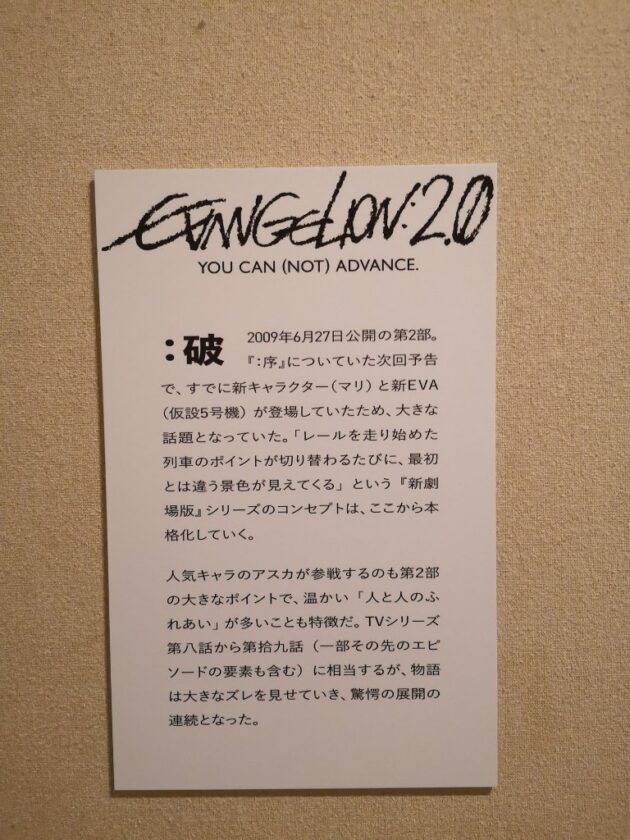 EVANGELION:2.0
YOU CAN (NOT) ADVANCE.
:破
2009年6月27日公開の第2部。
『:序』についていた次回予告
で、すでに新キャラクター（マリ）と新EVA
（仮設5号機）が登場していたため、大きな
話題となっていた。「レールを走り始めた
列車のポイントが切り替わるたびに、最初
とは違う景色が見えてくる」という『新劇
場版』シリーズのコンセプトは、ここから本
格化していく。
人気キャラのアスカが参戦するのも第2部
の大きなポイントで、温かい「人と人のふ
れあい」が多いことも特徴だ。TVシリーズ
第八話から第拾九話（一部その先のエピ
ソードの要素も含む）に相当するが、物語
は大きなズレを見せていき、驚愕の展開の
連続となった。